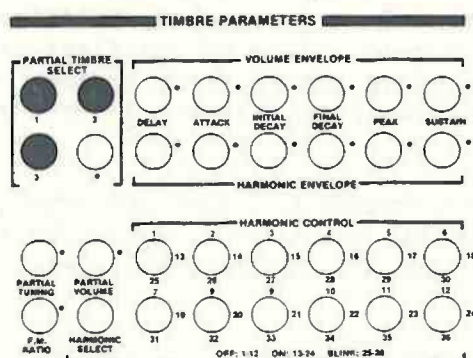 TIMBRE PARAMETERS
PARTIAL TIMBRE SELECT
VOLUME ENVELOPE
1 2
DELAY ATTACK INITIAL DECAY FINAL DECAY PEAK SUSTAIN
3
HARMONIC ENVELOPE
HARMONIC CONTROL
1 2 3 4 5 6
13 14 15 16 17 18
PARTIAL TUNING PARTIAL VOLUME
25 26 27 28 29 30
7 8 9 10 11 12
19 20 21 22 23 24
F.M. RATIO HARMONIC SELECT
31 32 33 34 35 36
OFF: 1-12 ON: 13-24 BLINK: 25-36